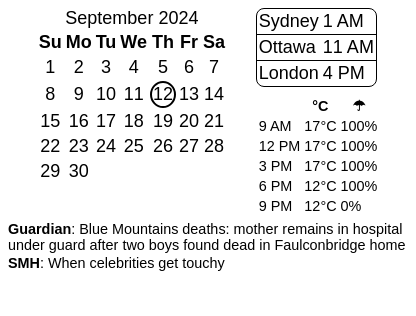 September 2024
Su Mo Tu We Th Fr Sa
1 2 3 4 5 6 7
8 9 10 11 12 13 14
15 16 17 18 19 20 21
22 23 24 25 26 27 28
29 30
Sydney 1 AM
Ottawa 11 AM
London 4 PM
°C ☂
9 AM 17°C 100%
12 PM 17°C 100%
3 PM 17°C 100%
6 PM 12°C 100%
9 PM 12°C 0%
Guardian: Blue Mountains deaths: mother remains in hospital
under guard after two boys found dead in Faulconbridge home
SMH: When celebrities get touchy